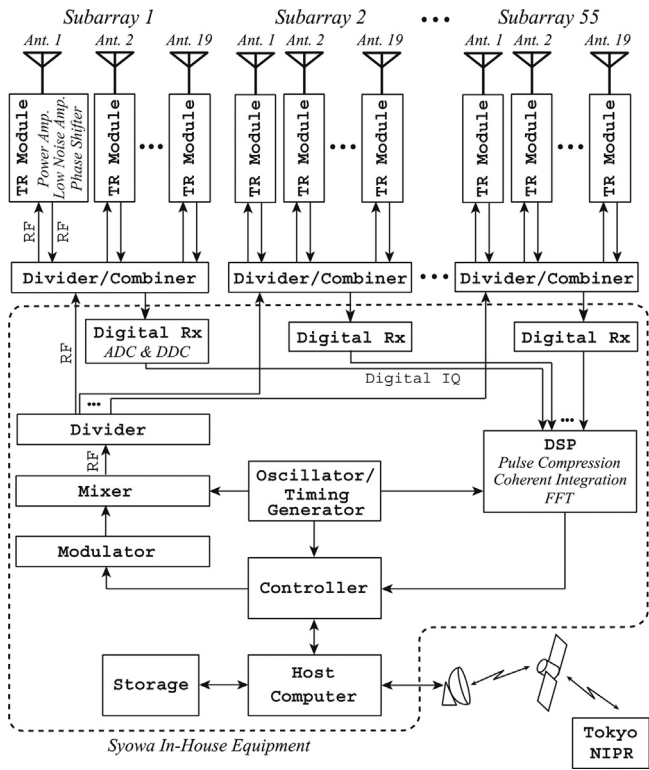 Subarray 1
Subarray 2
Subarray 55
Ant. 1
Ant. 2
Ant. 19
Ant. 1
Ant. 2
Ant. 19
Ant. 1
Ant. 2
Ant. 19
TR Module
Power Amp.
Low Noise Amp.
Phase Shifter
TR Module
TR Module
TR Module
TR Module
TR Module
TR Module
TR Module
TR Module
RF
RF
Divider/Combiner
Divider/Combiner
Divider/Combiner
Digital Rx
ADC & DDC
Digital Rx
Digital Rx
RF
Digital IQ
Divider
RF
DSP
Pulse Compression
Coherent Integration
FFT
Mixer
Oscillator/
Timing
Generator
Modulator
Controller
Storage
Host
Computer
Syowa In-House Equipment
Tokyo
NIPR